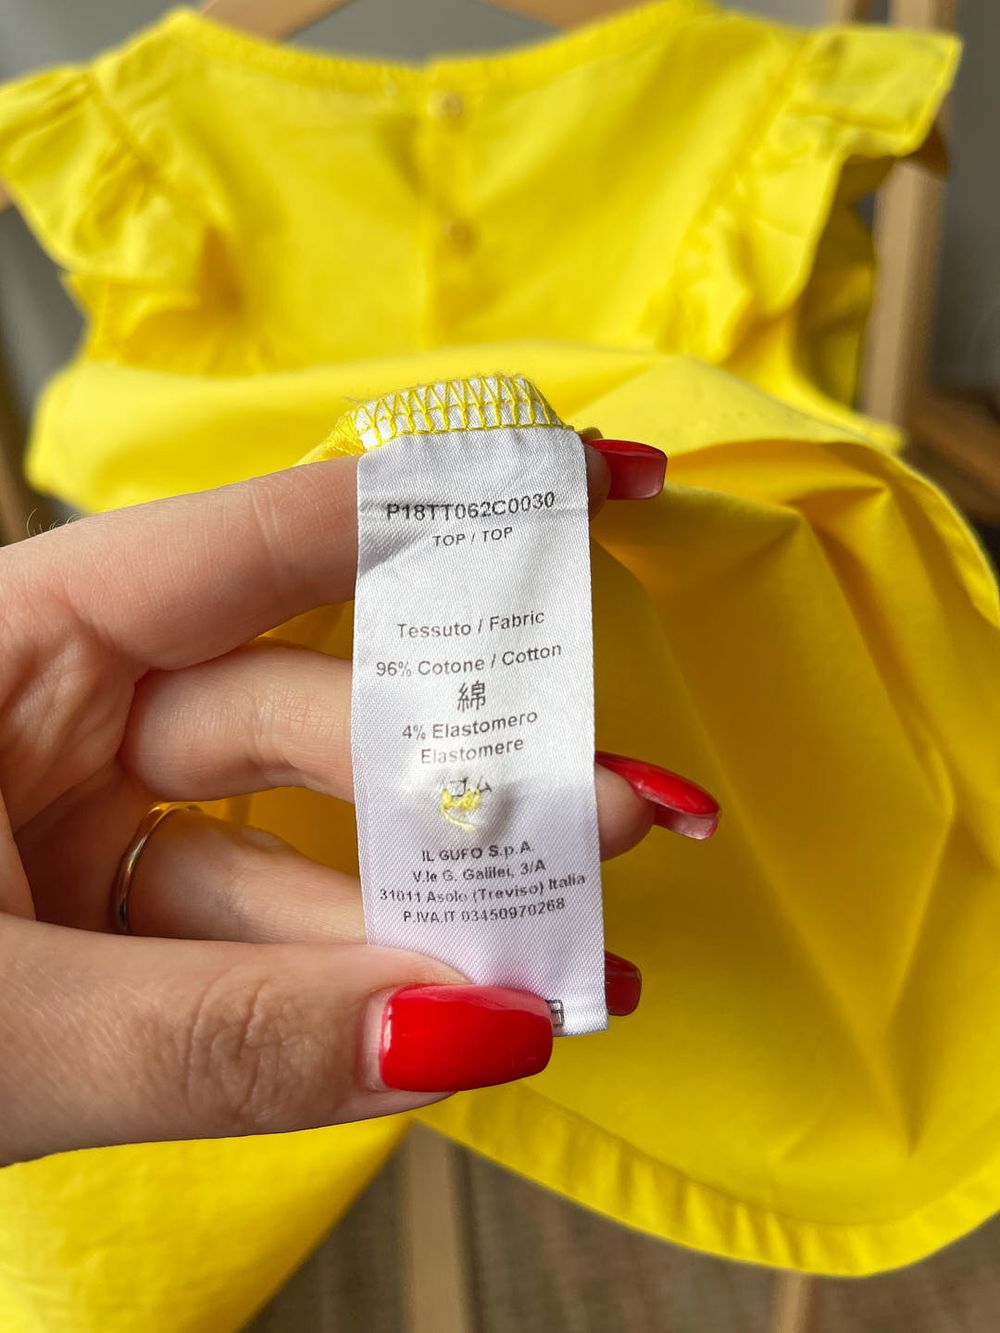 P18TT062C0030
TOP / TOP
Tessuto / Fabric
96% Cotone / Cotton
綿
4% Elastomero
Elastomere
IL GUFO S.p.A.
V.le G. Galilei, 3/A
31011 Asolo (Treviso) Italia
P.IVA.IT 03450970268